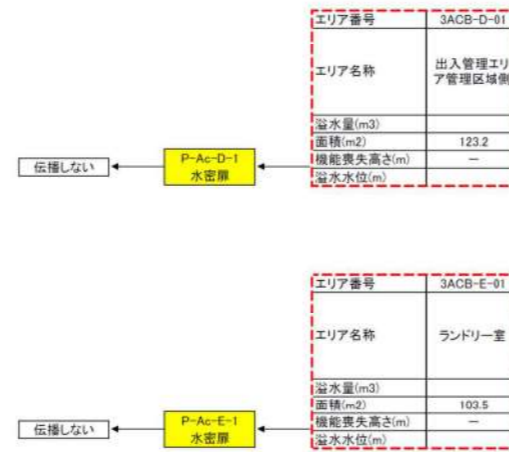 エリア番号 3ACB-D-01
エリア名称 出入管理エリ
ア管理区域側
溢水量(m3)
面積(m2) 123.2
機能喪失高さ(m) －
溢水水位(m)
伝播しない
P-Ac-D-1
水密扉
エリア番号 3ACB-E-01
エリア名称 ランドリー室
溢水量(m3)
面積(m2) 103.5
機能喪失高さ(m) －
溢水水位(m)
伝播しない
P-Ac-E-1
水密扉